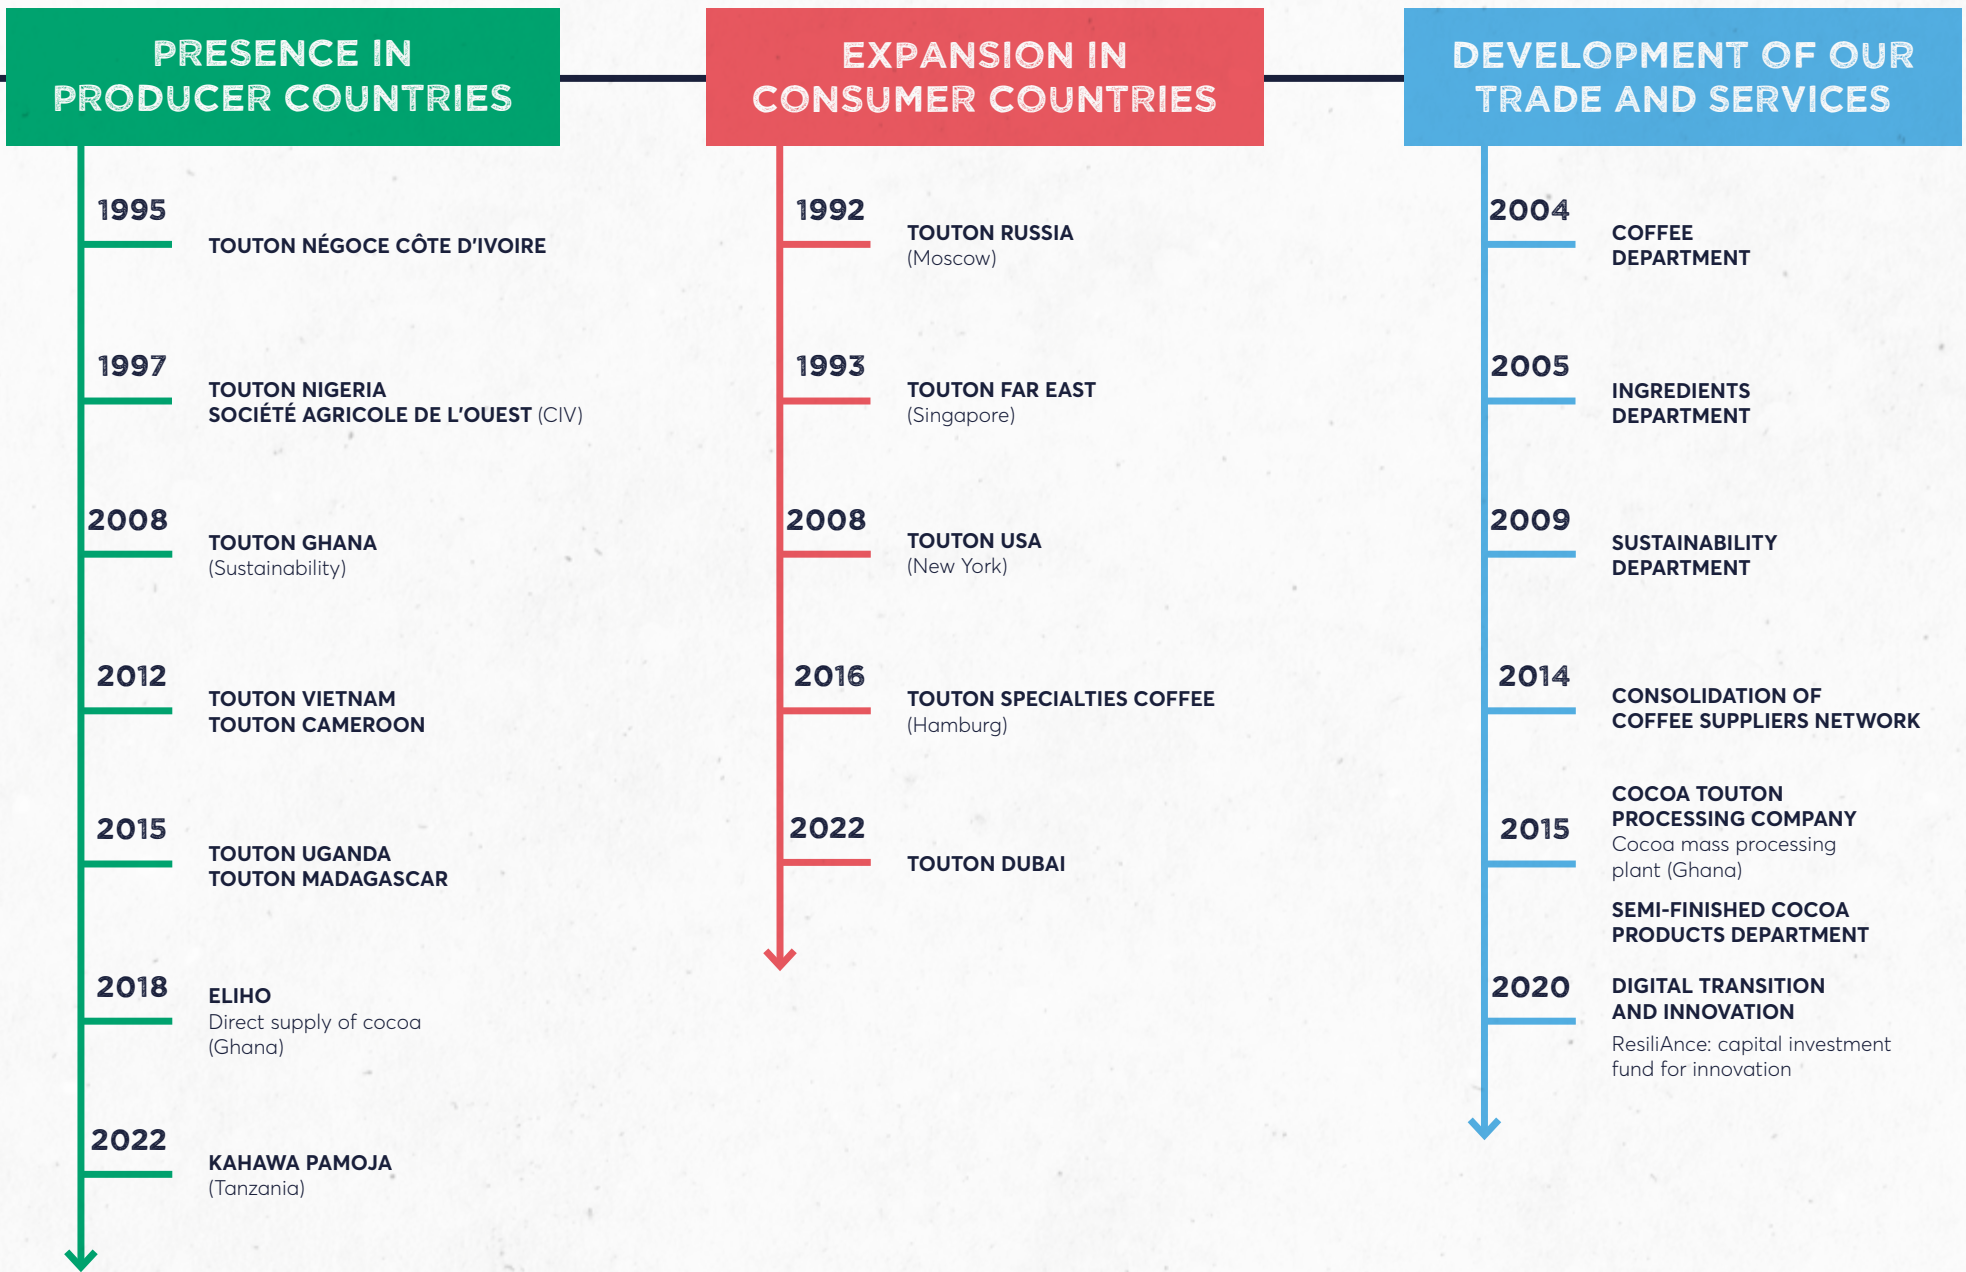 PRESENCE IN
PRODUCER COUNTRIES
1995
TOUTON NÉGOCE CÔTE D'IVOIRE
1997
TOUTON NIGERIA
SOCIÉTÉ AGRICOLE DE L'OUEST (CIV)
2008
TOUTON GHANA
(Sustainability)
2012
TOUTON VIETNAM
TOUTON CAMEROON
2015
TOUTON UGANDA
TOUTON MADAGASCAR
2018
ELIHO
Direct supply of cocoa
(Ghana)
2022
KAHAWA PAMOJA
(Tanzania)
EXPANSION IN
CONSUMER COUNTRIES
1992
TOUTON RUSSIA
(Moscow)
1993
TOUTON FAR EAST
(Singapore)
2008
TOUTON USA
(New York)
2016
TOUTON SPECIALTIES COFFEE
(Hamburg)
2022
TOUTON DUBAI
DEVELOPMENT OF OUR
TRADE AND SERVICES
2004
COFFEE
DEPARTMENT
2005
INGREDIENTS
DEPARTMENT
2009
SUSTAINABILITY
DEPARTMENT
2014
CONSOLIDATION OF
COFFEE SUPPLIERS NETWORK
2015
COCOA TOUTON
PROCESSING COMPANY
Cocoa mass processing
plant (Ghana)
SEMI-FINISHED COCOA
PRODUCTS DEPARTMENT
2020
DIGITAL TRANSITION
AND INNOVATION
ResiliAnce: capital investment
fund for innovation